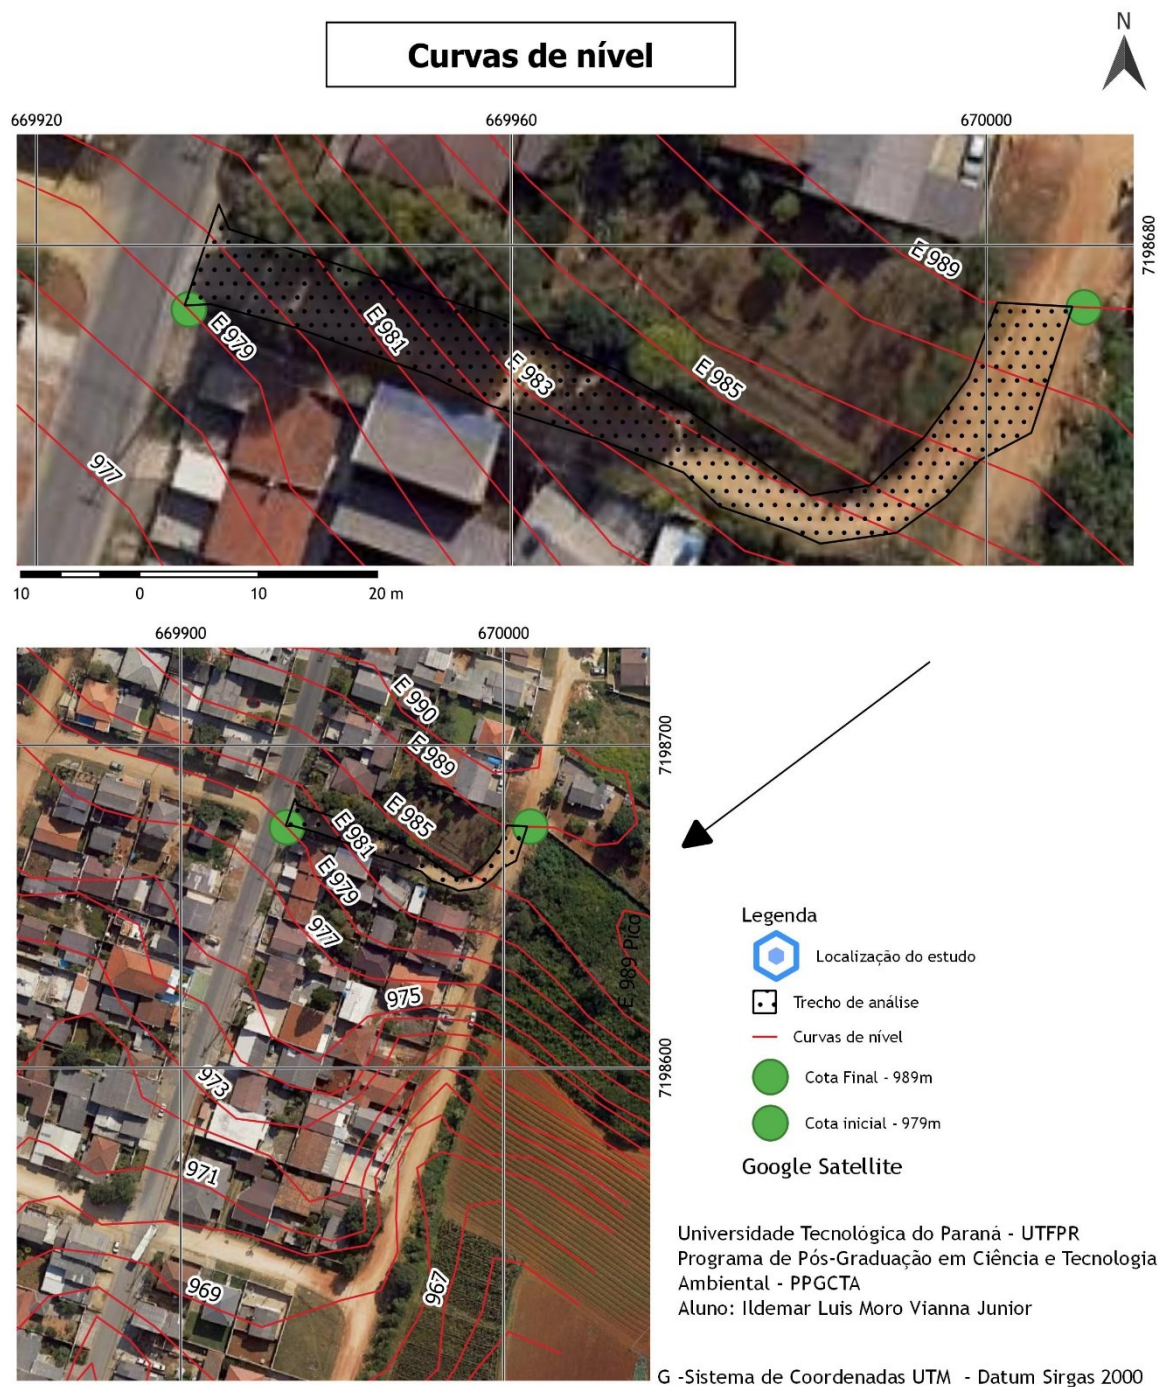 Curvas de nível
N
669920 669960 670000
7198680
E 989
E 979
E 981
E 983
E 985
977
10 0 10 20 m
669900 670000
7198700
E 990
E 989
E 985
E 981
E 979
977
E 989 Pico
975
7198600
973
971
969
967
Legenda
Localização do estudo
Trecho de análise
Curvas de nível
Cota Final - 989m
Cota inicial - 979m
Google Satellite
Universidade Tecnológica do Paraná - UTFPR
Programa de Pós-Graduação em Ciência e Tecnologia
Ambiental - PPGCTA
Aluno: Ildemar Luis Moro Vianna Junior
G -Sistema de Coordenadas UTM - Datum Sirgas 2000